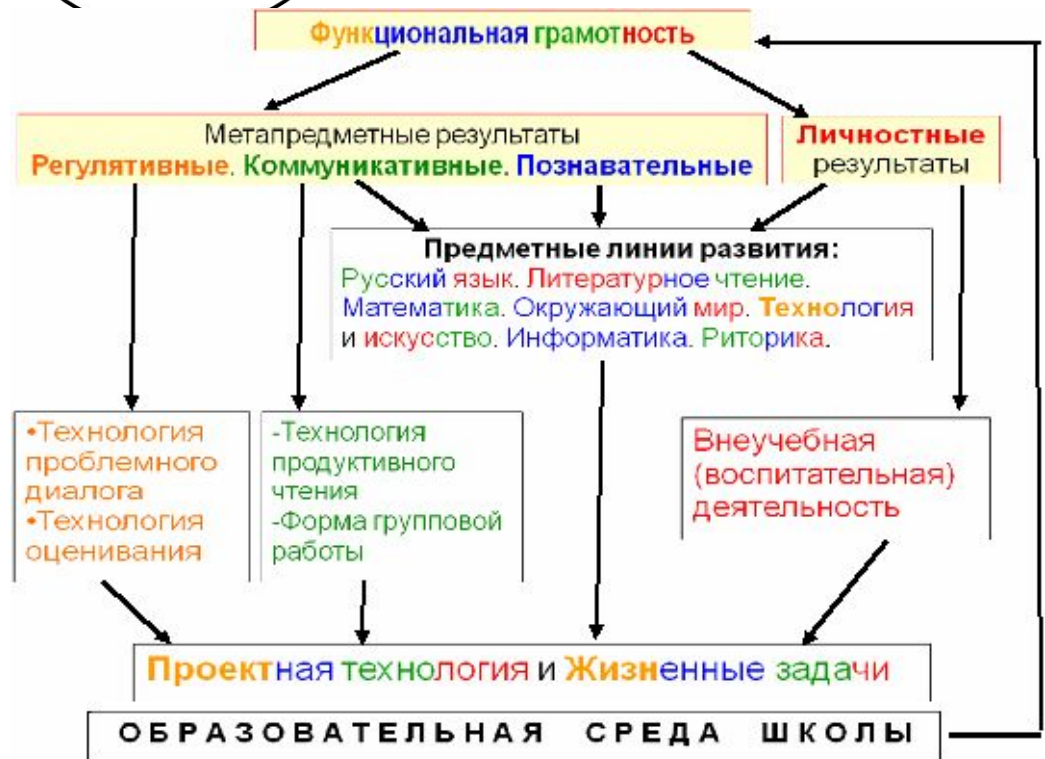 Функциональная грамотность
Метапредметные результаты
Регулятивные. Коммуникативные. Познавательные
Личностные
результаты
Предметные линии развития:
Русский язык. Литературное чтение.
Математика. Окружающий мир. Технология
и искусство. Информатика. Риторика.
•Технология
проблемного
диалога
•Технология
оценивания
-Технология
продуктивного
чтения
-Форма групповой
работы
Внеучебная
(воспитательная)
деятельность
Проектная технология и Жизненные задачи
ОБРАЗОВАТЕЛЬНАЯ СРЕДА ШКОЛЫ